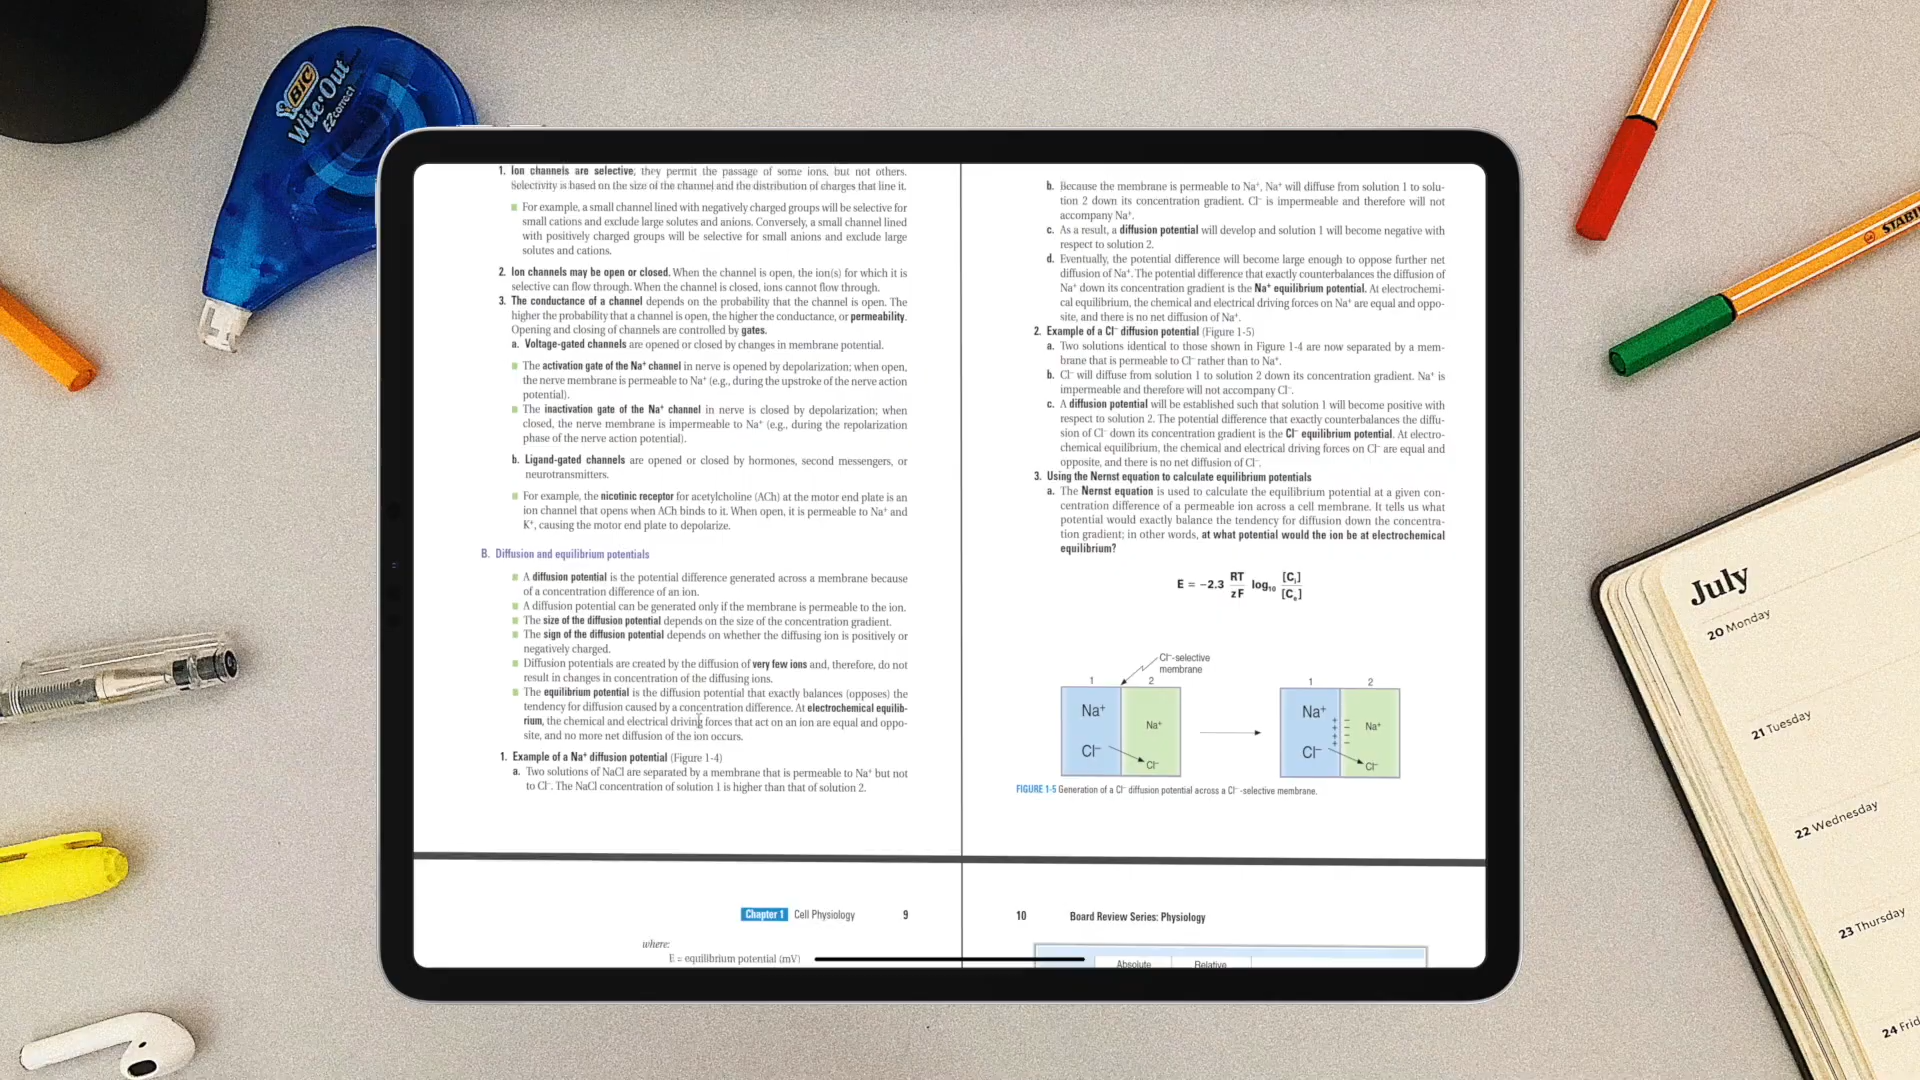 BIC
Wite·Out
EZcorrect
1. Ion channels are selective; they permit the passage of some ions, but not others.
Selectivity is based on the size of the channel and the distribution of charges that line it.
■ For example, a small channel lined with negatively charged groups will be selective for
small cations and exclude large solutes and anions. Conversely, a small channel lined
with positively charged groups will be selective for small anions and exclude large
solutes and cations.
2. Ion channels may be open or closed. When the channel is open, the ion(s) for which it is
selective can flow through. When the channel is closed, ions cannot flow through.
3. The conductance of a channel depends on the probability that the channel is open. The
higher the probability that a channel is open, the higher the conductance, or permeability.
Opening and closing of channels are controlled by gates.
a. Voltage-gated channels are opened or closed by changes in membrane potential.
■ The activation gate of the Na⁺ channel in nerve is opened by depolarization; when open,
the nerve membrane is permeable to Na⁺ (e.g., during the upstroke of the nerve action
potential).
■ The inactivation gate of the Na⁺ channel in nerve is closed by depolarization; when
closed, the nerve membrane is impermeable to Na⁺ (e.g., during the repolarization
phase of the nerve action potential).
b. Ligand-gated channels are opened or closed by hormones, second messengers, or
neurotransmitters.
■ For example, the nicotinic receptor for acetylcholine (ACh) at the motor end plate is an
ion channel that opens when ACh binds to it. When open, it is permeable to Na⁺ and
K⁺, causing the motor end plate to depolarize.
B. Diffusion and equilibrium potentials
■ A diffusion potential is the potential difference generated across a membrane because
of a concentration difference of an ion.
■ A diffusion potential can be generated only if the membrane is permeable to the ion.
■ The size of the diffusion potential depends on the size of the concentration gradient.
■ The sign of the diffusion potential depends on whether the diffusing ion is positively or
negatively charged.
■ Diffusion potentials are created by the diffusion of very few ions and, therefore, do not
result in changes in concentration of the diffusing ions.
■ The equilibrium potential is the diffusion potential that exactly balances (opposes) the
tendency for diffusion caused by a concentration difference. At electrochemical equilib-
rium, the chemical and electrical driving forces that act on an ion are equal and oppo-
site, and no more net diffusion of the ion occurs.
1. Example of a Na⁺ diffusion potential (Figure 1-4)
a. Two solutions of NaCl are separated by a membrane that is permeable to Na⁺ but not
to Cl⁻. The NaCl concentration of solution 1 is higher than that of solution 2.
b. Because the membrane is permeable to Na⁺, Na⁺ will diffuse from solution 1 to solu-
tion 2 down its concentration gradient. Cl⁻ is impermeable and therefore will not
accompany Na⁺.
c. As a result, a diffusion potential will develop and solution 1 will become negative with
respect to solution 2.
d. Eventually, the potential difference will become large enough to oppose further net
diffusion of Na⁺. The potential difference that exactly counterbalances the diffusion of
Na⁺ down its concentration gradient is the Na⁺ equilibrium potential. At electrochemi-
cal equilibrium, the chemical and electrical driving forces on Na⁺ are equal and oppo-
site, and there is no net diffusion of Na⁺.
2. Example of a Cl⁻ diffusion potential (Figure 1-5)
a. Two solutions identical to those shown in Figure 1-4 are now separated by a mem-
brane that is permeable to Cl⁻ rather than to Na⁺.
b. Cl⁻ will diffuse from solution 1 to solution 2 down its concentration gradient. Na⁺ is
impermeable and therefore will not accompany Cl⁻.
c. A diffusion potential will be established such that solution 1 will become positive with
respect to solution 2. The potential difference that exactly counterbalances the diffu-
sion of Cl⁻ down its concentration gradient is the Cl⁻ equilibrium potential. At electro-
chemical equilibrium, the chemical and electrical driving forces on Cl⁻ are equal and
opposite, and there is no net diffusion of Cl⁻.
3. Using the Nernst equation to calculate equilibrium potentials
a. The Nernst equation is used to calculate the equilibrium potential at a given con-
centration difference of a permeable ion across a cell membrane. It tells us what
potential would exactly balance the tendency for diffusion down the concentra-
tion gradient; in other words, at what potential would the ion be at electrochemical
equilibrium?
E = −2.3 RT/zF log₁₀ [Cᵢ]/[Cₑ]
Cl⁻-selective
membrane
1 2
Na⁺ Na⁺
Cl⁻ Cl⁻
1 2
Na⁺ Na⁺
Cl⁻ Cl⁻
FIGURE 1-5 Generation of a Cl⁻ diffusion potential across a Cl⁻-selective membrane.
Chapter 1 Cell Physiology 9
where:
E = equilibrium potential (mV)
10 Board Review Series: Physiology
Absolute Relative
July
20 Monday
21 Tuesday
22 Wednesday
23 Thursday
24 Frid
STABI